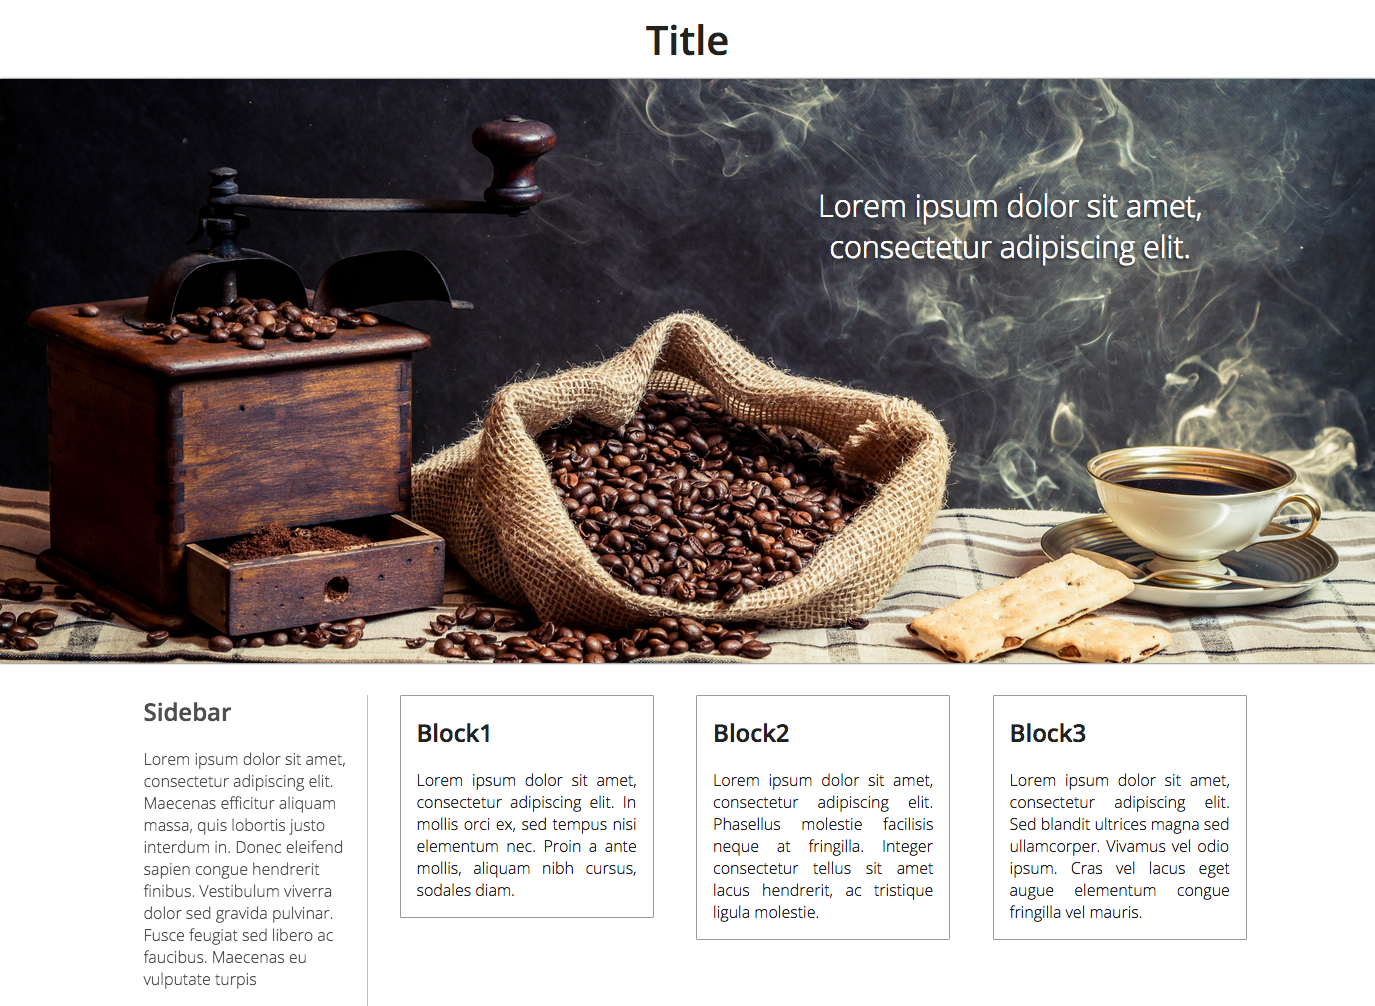 Title
Lorem ipsum dolor sit amet,
consectetur adipiscing elit.
Sidebar
Lorem ipsum dolor sit amet,
consectetur adipiscing elit.
Maecenas efficitur aliquam
massa, quis lobortis justo
interdum in. Donec eleifend
sapien congue hendrerit
finibus. Vestibulum viverra
dolor sed gravida pulvinar.
Fusce feugiat sed libero ac
faucibus. Maecenas eu
vulputate turpis
Block1
Lorem ipsum dolor sit amet,
consectetur adipiscing elit. In
mollis orci ex, sed tempus nisi
elementum nec. Proin a ante
mollis, aliquam nibh cursus,
sodales diam.
Block2
Lorem ipsum dolor sit amet,
consectetur adipiscing elit.
Phasellus molestie facilisis
neque at fringilla. Integer
consectetur tellus sit amet
lacus hendrerit, ac tristique
ligula molestie.
Block3
Lorem ipsum dolor sit amet,
consectetur adipiscing elit.
Sed blandit ultrices magna sed
ullamcorper. Vivamus vel odio
ipsum. Cras vel lacus eget
augue elementum congue
fringilla vel mauris.